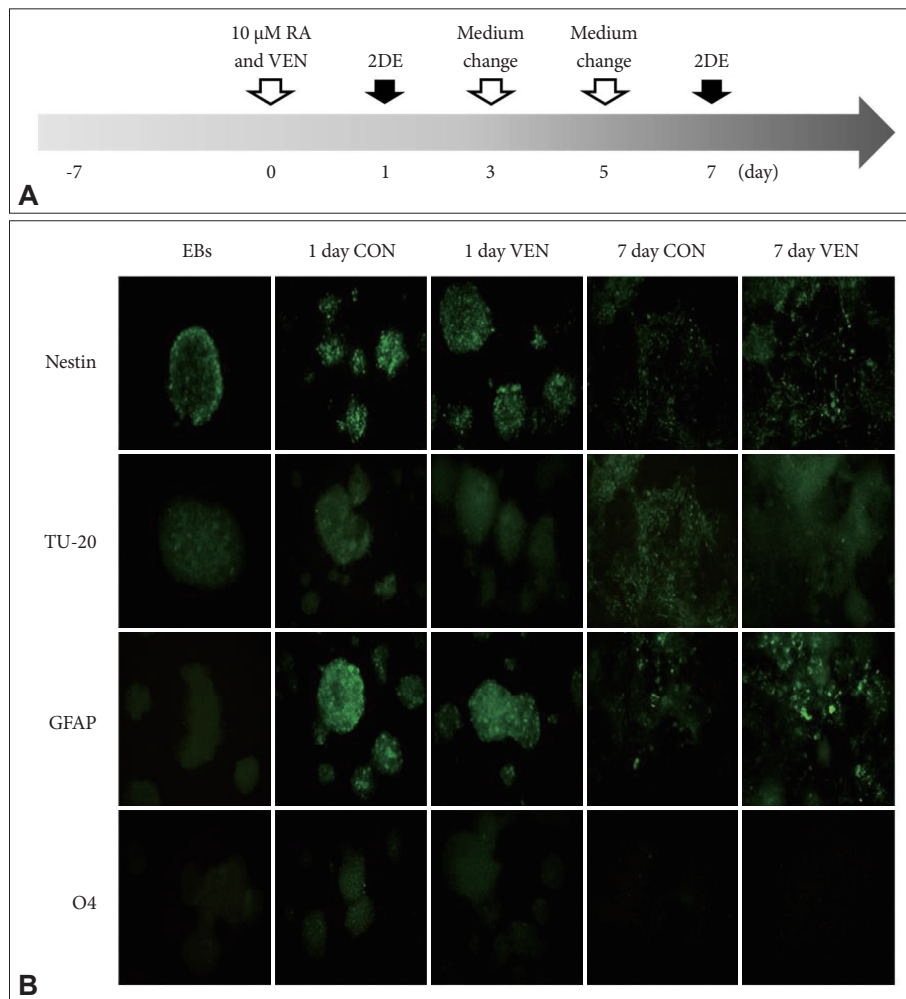 10 µM RA
and VEN
2DE
Medium
change
Medium
change
2DE
-7 0 1 3 5 7 (day)
A
EBs 1 day CON 1 day VEN 7 day CON 7 day VEN
Nestin
TU-20
GFAP
O4
B